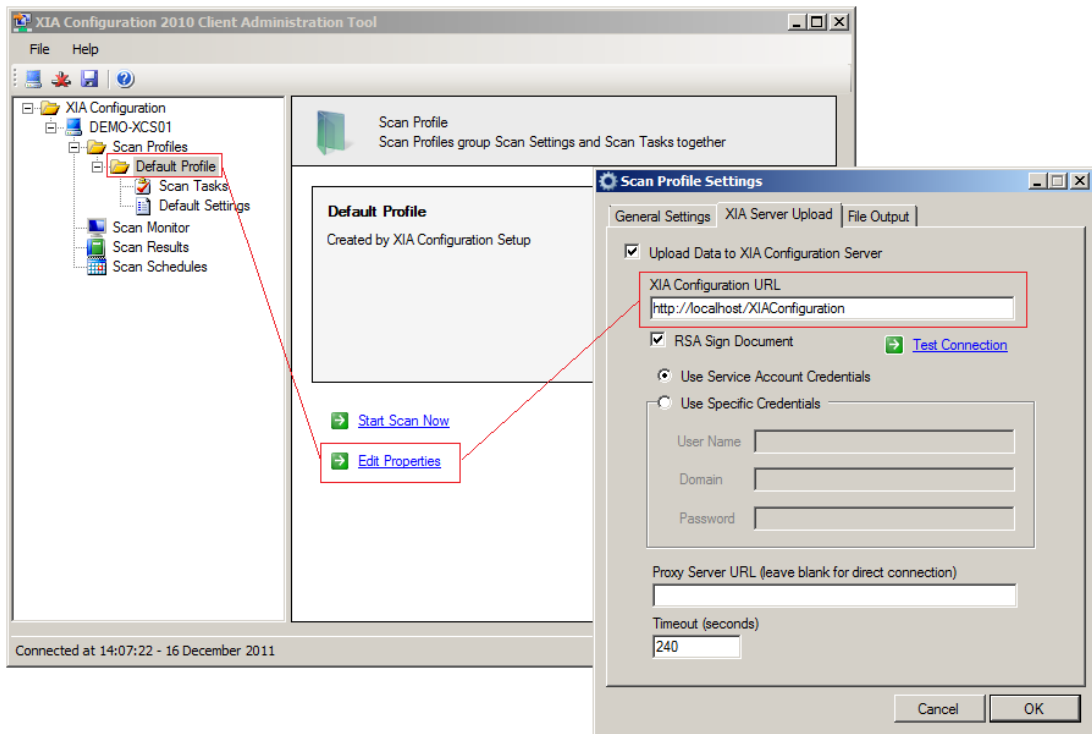 XIA Configuration 2010 Client Administration Tool
File Help
XIA Configuration
DEMO-XCS01
Scan Profiles
Default Profile
Scan Tasks
Default Settings
Scan Monitor
Scan Results
Scan Schedules
Scan Profile
Scan Profiles group Scan Settings and Scan Tasks together
Default Profile
Created by XIA Configuration Setup
Start Scan Now
Edit Properties
Connected at 14:07:22 - 16 December 2011
Scan Profile Settings
General Settings XIA Server Upload File Output
Upload Data to XIA Configuration Server
XIA Configuration URL
http://localhost/XIAConfiguration
RSA Sign Document Test Connection
Use Service Account Credentials
Use Specific Credentials
User Name
Domain
Password
Proxy Server URL (leave blank for direct connection)
Timeout (seconds)
240
Cancel OK